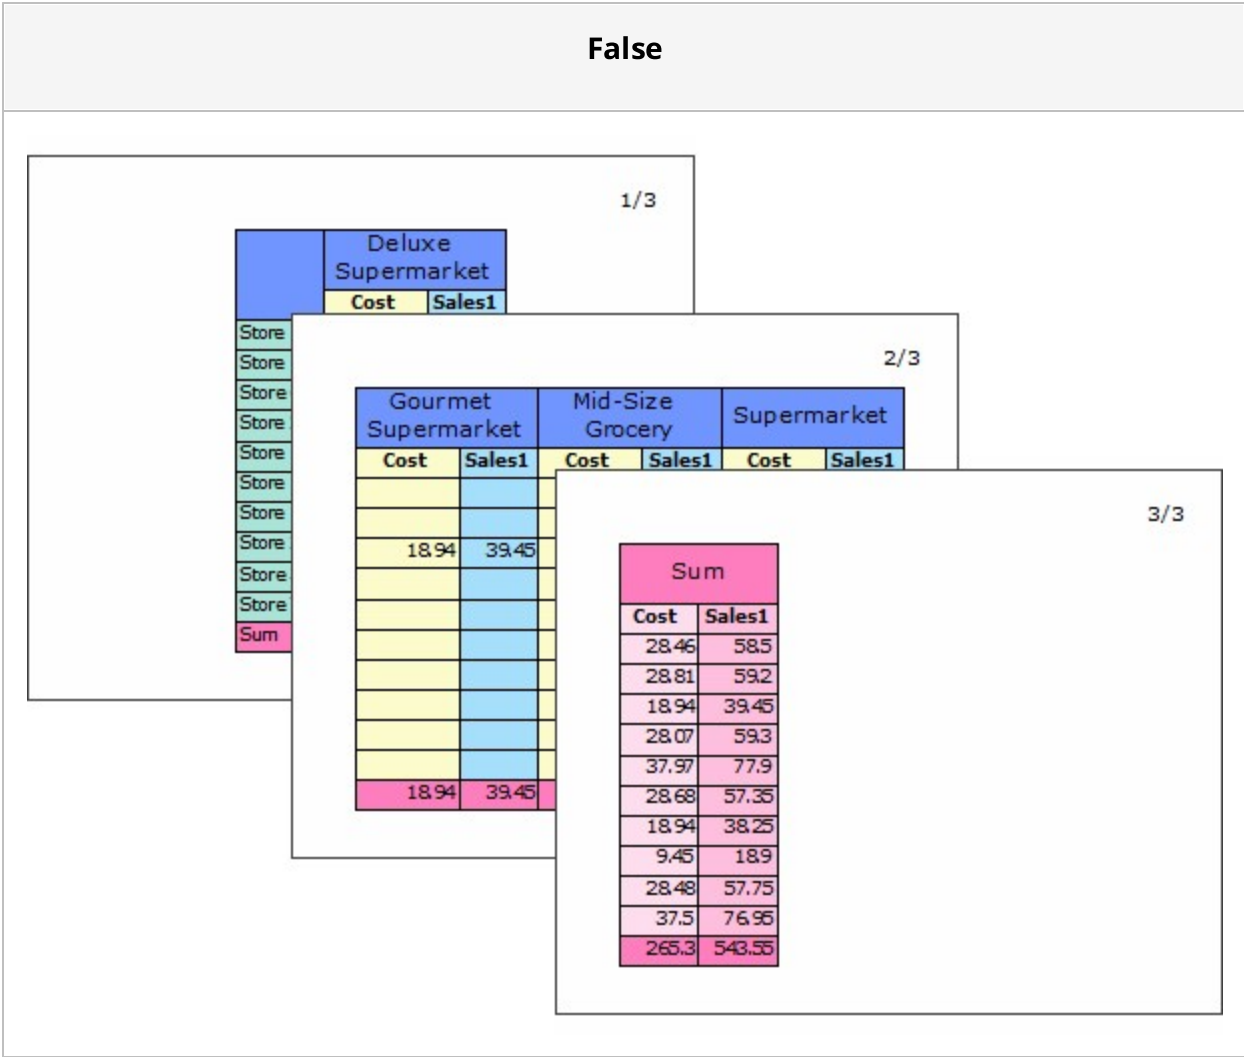 False
1/3
Deluxe
Supermarket
Cost Sales1
Store
Store
Store
Store
Store
Store
Store
Store
Store
Store
Sum
2/3
Gourmet Supermarket Mid-Size Grocery Supermarket
Cost Sales1 Cost Sales1 Cost Sales1
18.94 39.45
18.94 39.45
3/3
Sum
Cost Sales1
28.46 58.5
28.81 59.2
18.94 39.45
28.07 59.3
37.97 77.9
28.68 57.35
18.94 38.25
9.45 18.9
28.48 57.75
37.5 76.95
265.3 543.55